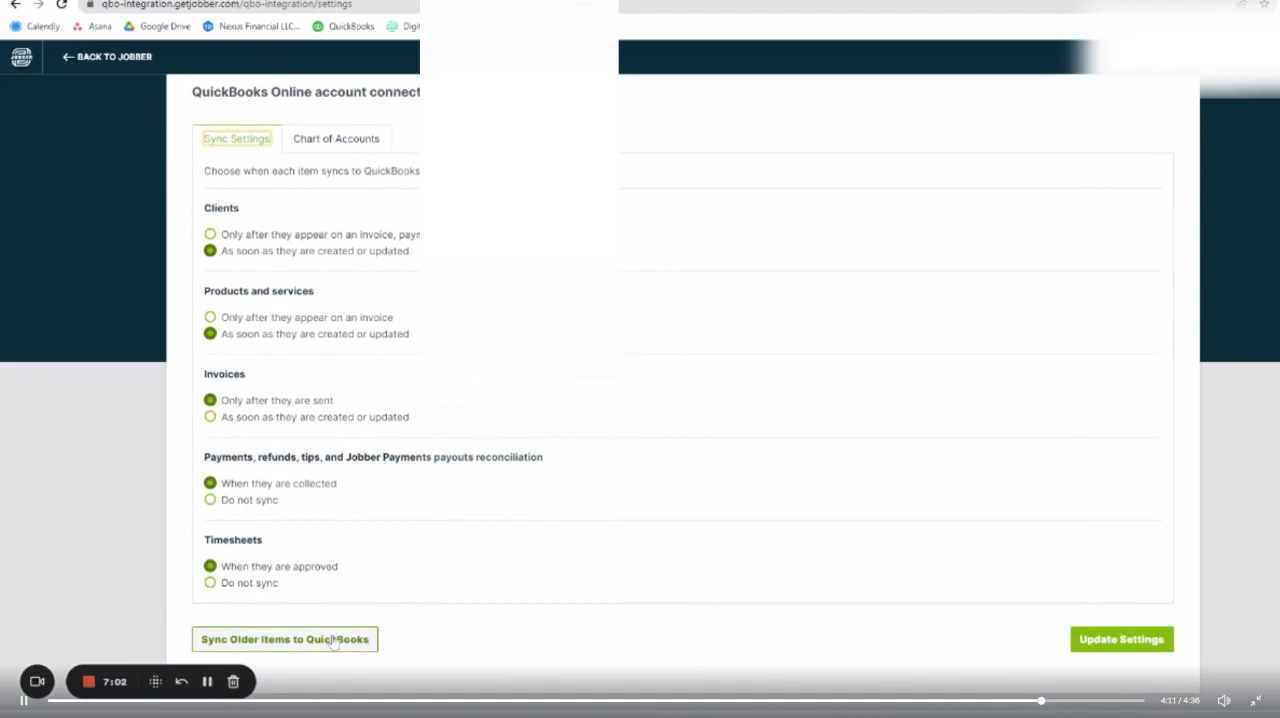 qbo-integration.getjobber.com/qbo-integration/settings
Calendly Asana Google Drive Nexus Financial LLC... QuickBooks Digi
JOBBER BACK TO JOBBER
QuickBooks Online account connect
Sync Settings Chart of Accounts
Choose when each item syncs to QuickBooks
Clients
Only after they appear on an invoice, payr
As soon as they are created or updated
Products and services
Only after they appear on an invoice
As soon as they are created or updated
Invoices
Only after they are sent
As soon as they are created or updated
Payments, refunds, tips, and Jobber Payments payouts reconciliation
When they are collected
Do not sync
Timesheets
When they are approved
Do not sync
Sync Older Items to QuickBooks Update Settings
7:02
4:11 / 4:36